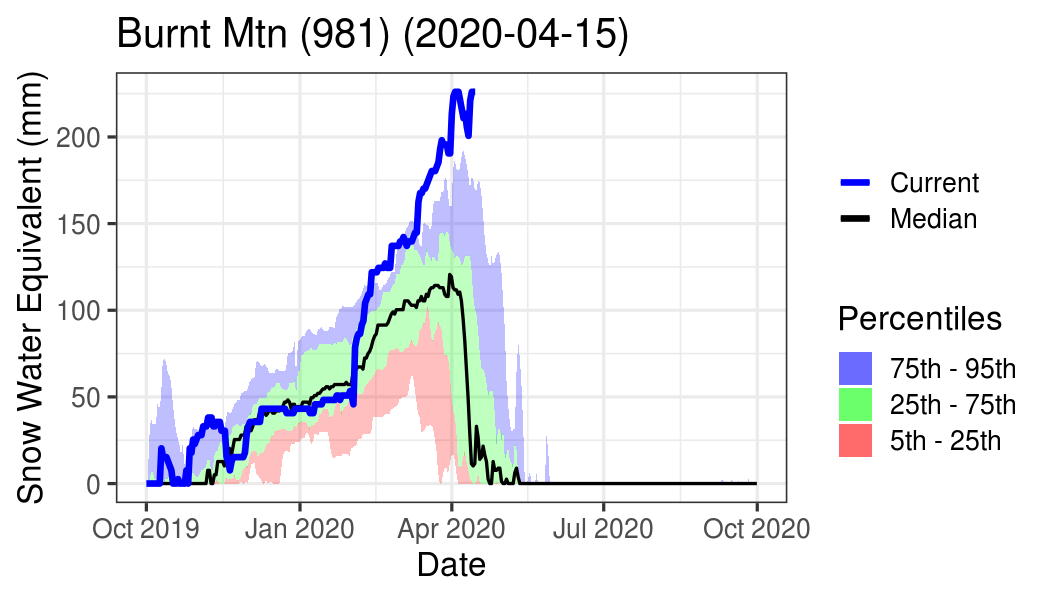 Burnt Mtn (981) (2020-04-15)
Snow Water Equivalent (mm)
200
150
100
50
0
Oct 2019
Jan 2020
Apr 2020
Jul 2020
Oct 2020
Date
Current
Median
Percentiles
75th - 95th
25th - 75th
5th - 25th